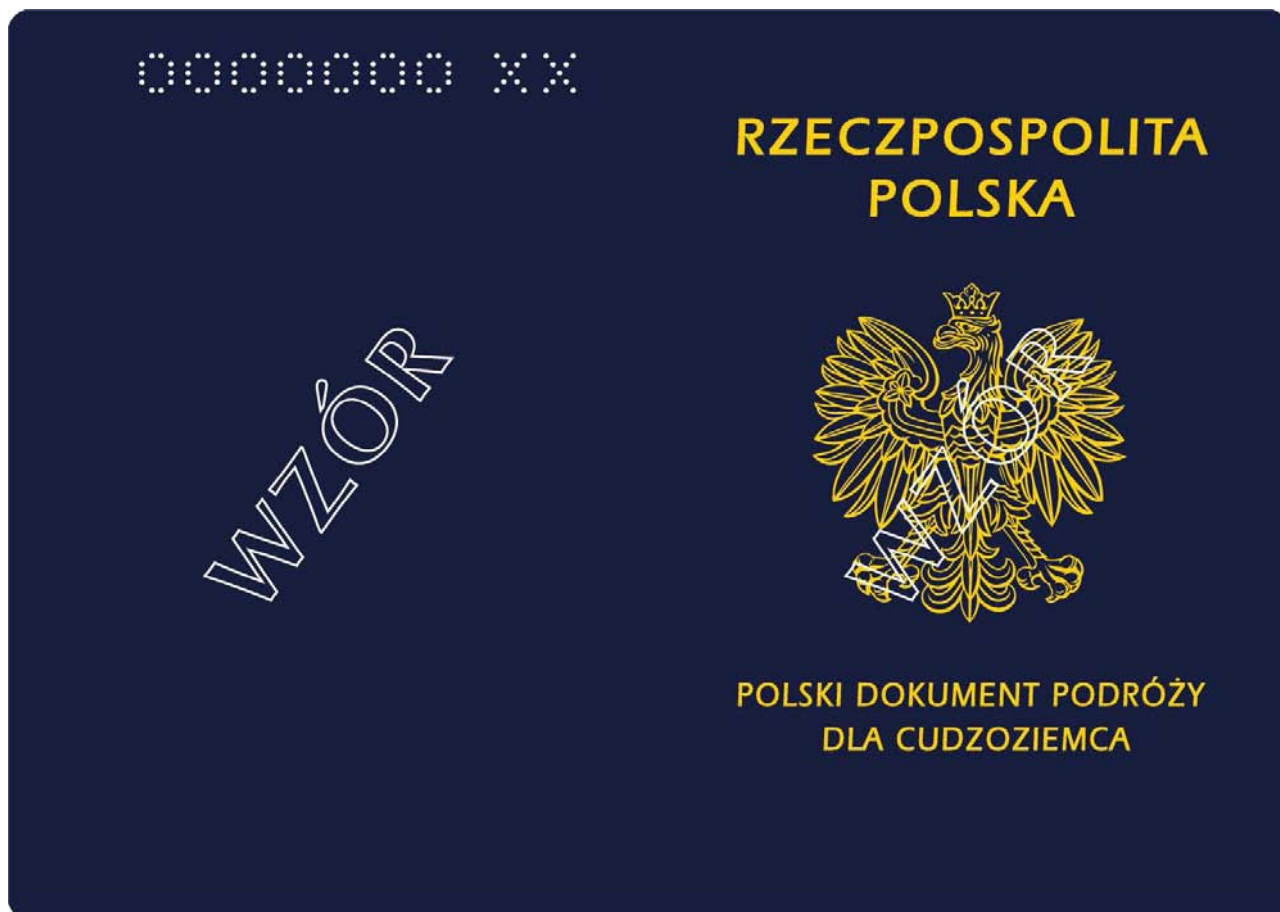 0000000 XX
WZÓR
RZECZPOSPOLITA
POLSKA
WZÓR
POLSKI DOKUMENT PODRÓŻY
DLA CUDZOZIEMCA